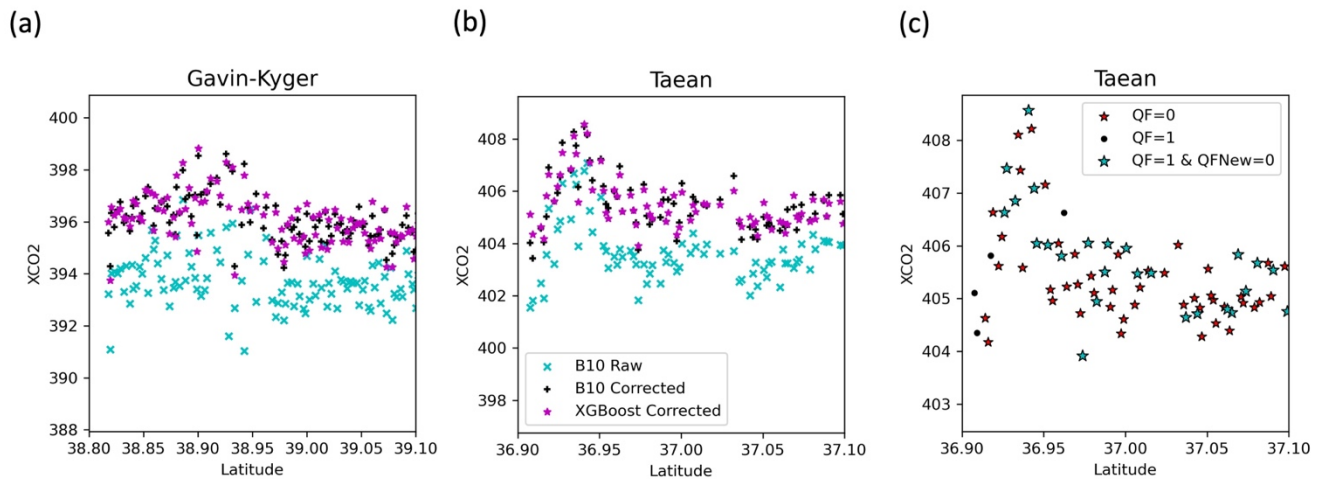 (a)
Gavin-Kyger
400
398
396
394
392
390
388
XCO2
38.80 38.85 38.90 38.95 39.00 39.05 39.10
Latitude
(b)
Taean
408
406
404
402
400
398
XCO2
B10 Raw
B10 Corrected
XGBoost Corrected
36.90 36.95 37.00 37.05 37.10
Latitude
(c)
Taean
408
407
406
405
404
403
XCO2
QF=0
QF=1
QF=1 & QFNew=0
36.90 36.95 37.00 37.05 37.10
Latitude